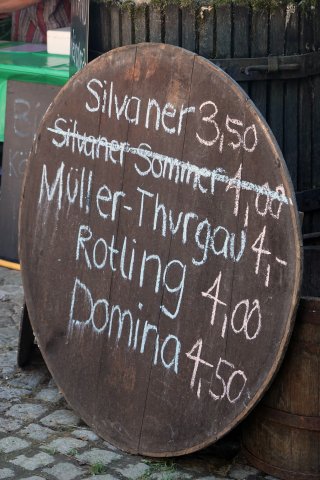 Silvaner 3,50
Silvaner Sommer 4,00
Müller-Thurgau 4,-
Rotling 4,00
Domina 4,50